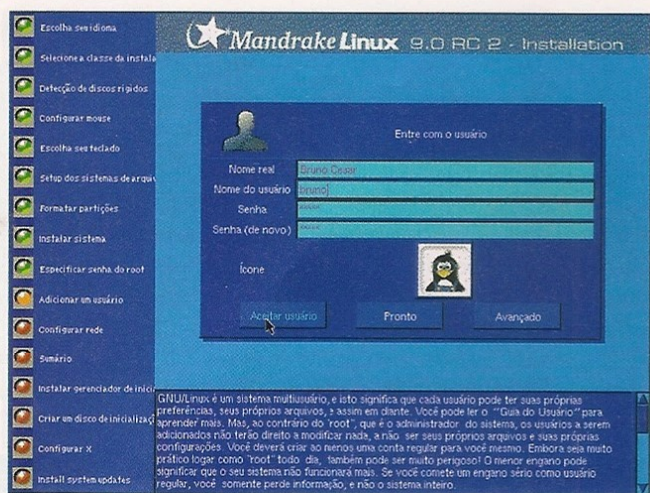 Mandrake Linux 9.0 RC 2 - Installation
Escolha seu idioma
Selecione a classe da instala
Detecção de discos rígidos
Configurar mouse
Escolha seu teclado
Setup dos sistemas de arquiv
Formatar partições
Instalar sistema
Especificar senha do root
Adicionar um usuário
Configurar rede
Sumário
Instalar gerenciador de inicia
Criar um disco de inicializaçã
Configurar X
Install system updates
Entre com o usuário
Nome real Bruno Cesar
Nome do usuário bruno
Senha *****
Senha (de novo) *****
Ícone
Aceitar usuário Pronto Avançado
GNU/Linux é um sistema multiusuário, e isto significa que cada usuário pode ter suas próprias
preferências, seus próprios arquivos, e assim em diante. Você pode ler o "Guia do Usuário" para
aprender mais. Mas, ao contrário do "root", que é o administrador do sistema, os usuários a serem
adicionados não terão direito a modificar nada, a não ser seus próprios arquivos e suas próprias
configurações. Você deverá criar ao menos uma conta regular para você mesmo. Embora seja muito
prático logar como "root" todo dia, também pode ser muito perigoso! O menor engano pode
significar que o seu sistema não funcionará mais. Se você comete um engano sério como usuário
regular, você somente perde informação, e não o sistema inteiro.